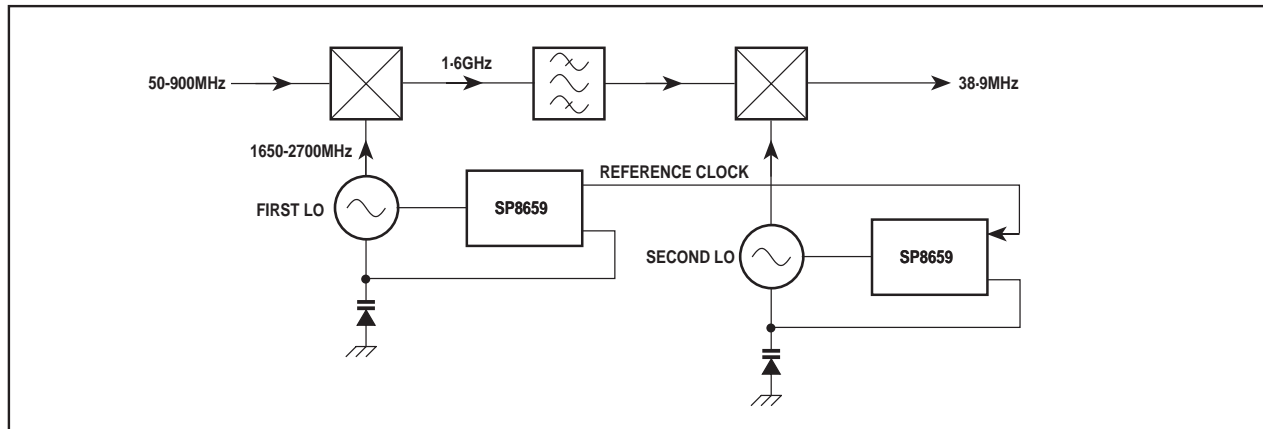 50-900MHz
1·6GHz
38·9MHz
1650-2700MHz
REFERENCE CLOCK
FIRST LO
SP8659
SECOND LO
SP8659